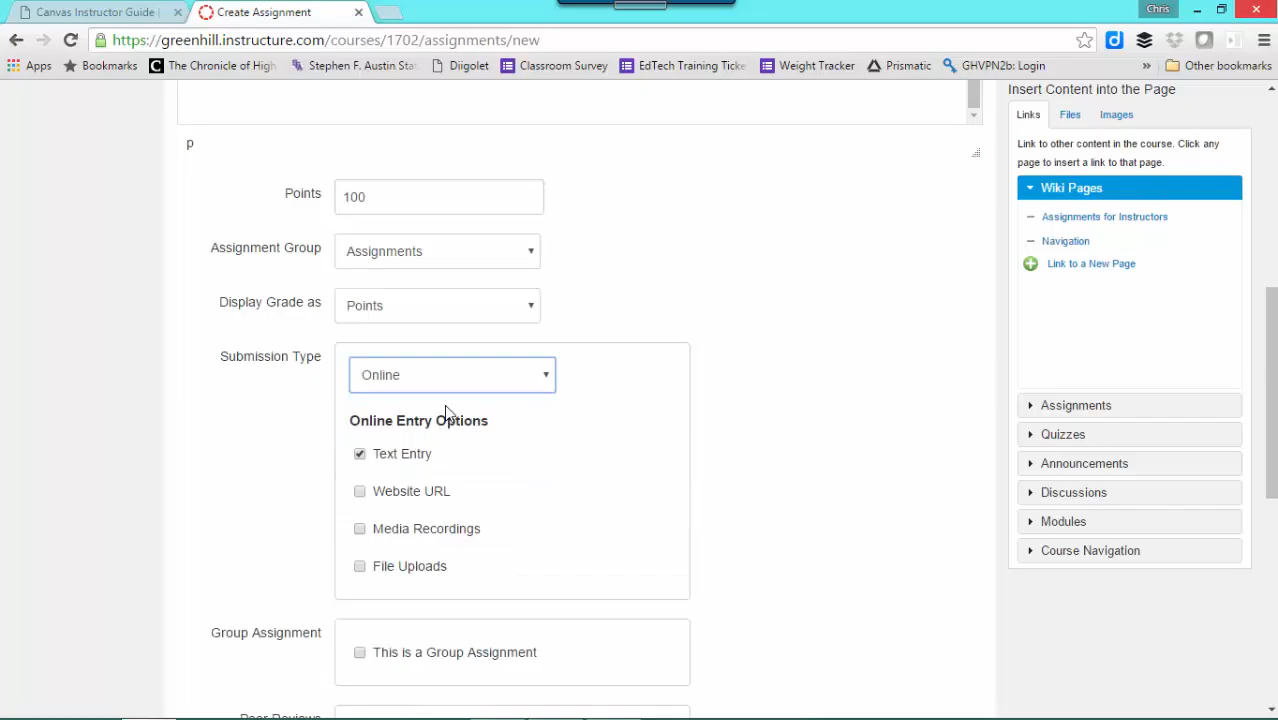 Canvas Instructor Guide
Create Assignment
Chris
https://greenhill.instructure.com/courses/1702/assignments/new
Apps
Bookmarks
The Chronicle of High
Stephen F. Austin Sta
Diigolet
Classroom Survey
EdTech Training Ticke
Weight Tracker
Prismatic
GHVPN2b: Login
»
Other bookmarks
Insert Content into the Page
Links
Files
Images
Link to other content in the course. Click any
page to insert a link to that page.
Wiki Pages
Assignments for Instructors
Navigation
Link to a New Page
Assignments
Quizzes
Announcements
Discussions
Modules
Course Navigation
p
Points
100
Assignment Group
Assignments
Display Grade as
Points
Submission Type
Online
Online Entry Options
Text Entry
Website URL
Media Recordings
File Uploads
Group Assignment
This is a Group Assignment
Peer Reviews